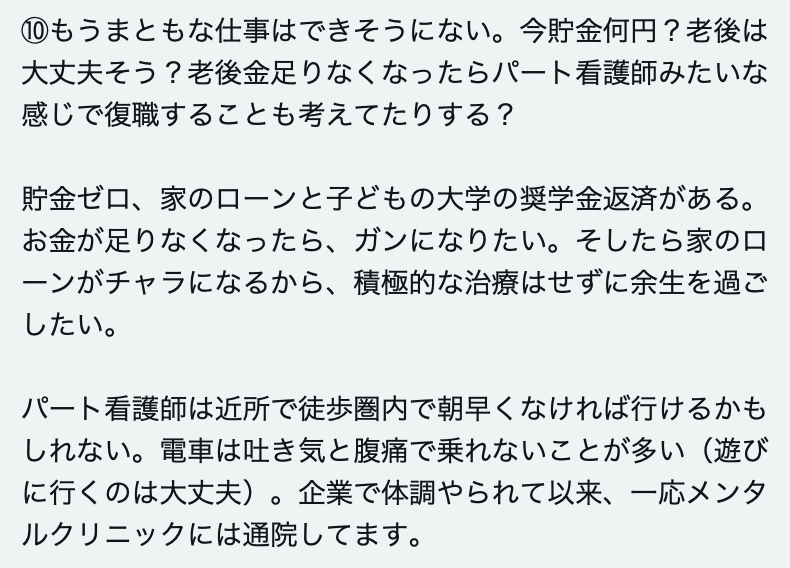 ⑩もうまともな仕事はできそうにない。今貯金何円？老後は
大丈夫そう？老後金足りなくなったらパート看護師みたいな
感じで復職することも考えてたりする？
貯金ゼロ、家のローンと子どもの大学の奨学金返済がある。
お金が足りなくなったら、ガンになりたい。そしたら家のロ
ーンがチャラになるから、積極的な治療はせずに余生を過ご
したい。
パート看護師は近所で徒歩圏内で朝早くなければ行けるかも
しれない。電車は吐き気と腹痛で乗れないことが多い（遊び
に行くのは大丈夫）。企業で体調やられて以来、一応メンタ
ルクリニックには通院してます。